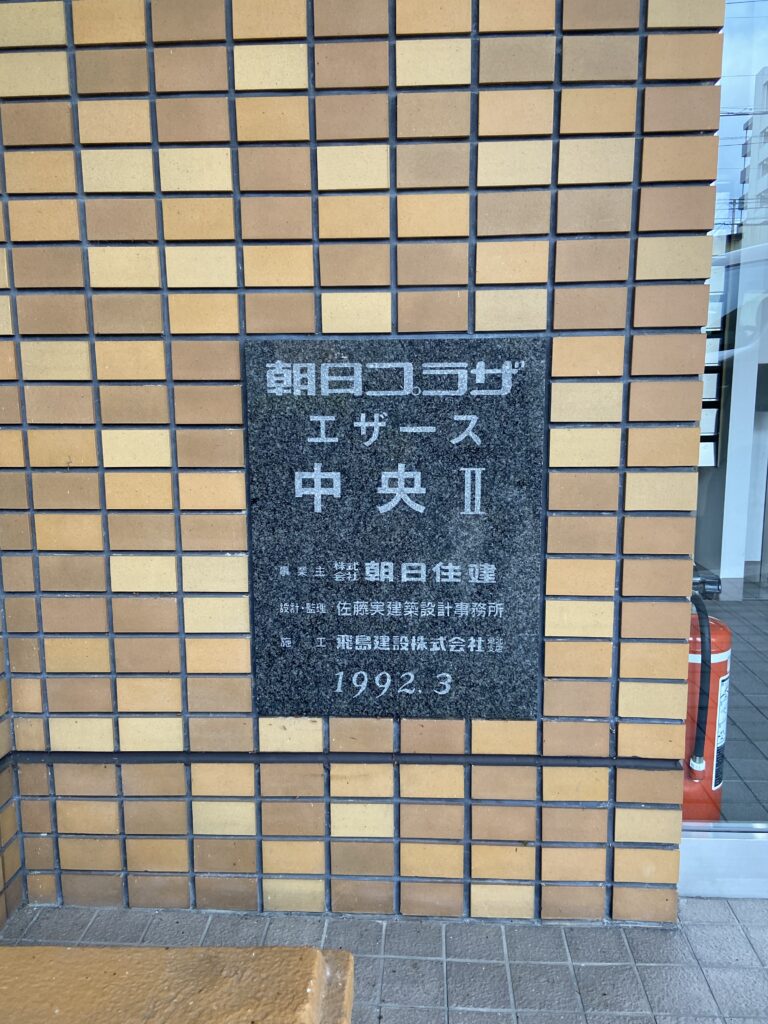 朝日プラザ
エザース
中央Ⅱ
事業主 株式会社 朝日住建
設計・監理 佐藤実建築設計事務所
施工 飛島建設株式会社
1992.3